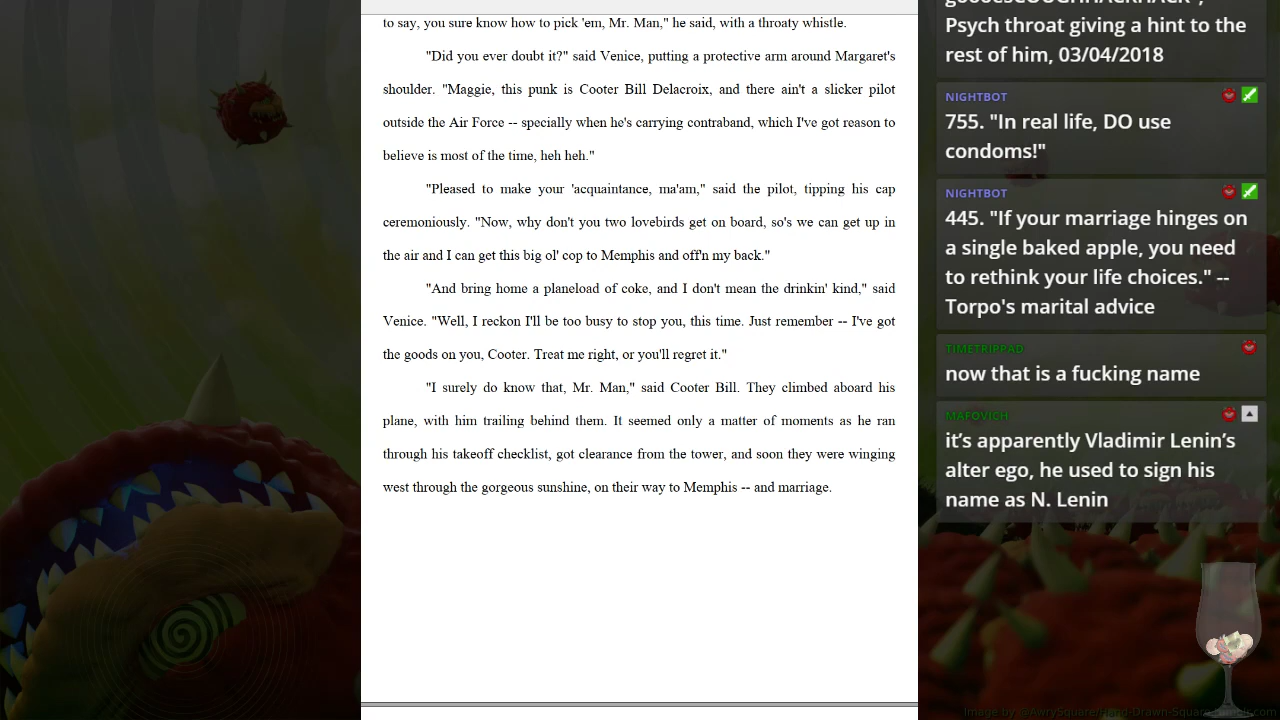 to say, you sure know how to pick 'em, Mr. Man," he said, with a throaty whistle.
"Did you ever doubt it?" said Venice, putting a protective arm around Margaret's
shoulder. "Maggie, this punk is Cooter Bill Delacroix, and there ain't a slicker pilot
outside the Air Force -- specially when he's carrying contraband, which I've got reason to
believe is most of the time, heh heh."
"Pleased to make your 'acquaintance, ma'am," said the pilot, tipping his cap
ceremoniously. "Now, why don't you two lovebirds get on board, so's we can get up in
the air and I can get this big ol' cop to Memphis and off'n my back."
"And bring home a planeload of coke, and I don't mean the drinkin' kind," said
Venice. "Well, I reckon I'll be too busy to stop you, this time. Just remember -- I've got
the goods on you, Cooter. Treat me right, or you'll regret it."
"I surely do know that, Mr. Man," said Cooter Bill. They climbed aboard his
plane, with him trailing behind them. It seemed only a matter of moments as he ran
through his takeoff checklist, got clearance from the tower, and soon they were winging
west through the gorgeous sunshine, on their way to Memphis -- and marriage.
Psych throat giving a hint to the
rest of him, 03/04/2018
NIGHTBOT
755. "In real life, DO use
condoms!"
NIGHTBOT
445. "If your marriage hinges on
a single baked apple, you need
to rethink your life choices." --
Torpo's marital advice
TIMETRIPPAD
now that is a fucking name
MAFOVICH
it's apparently Vladimir Lenin's
alter ego, he used to sign his
name as N. Lenin
Image by